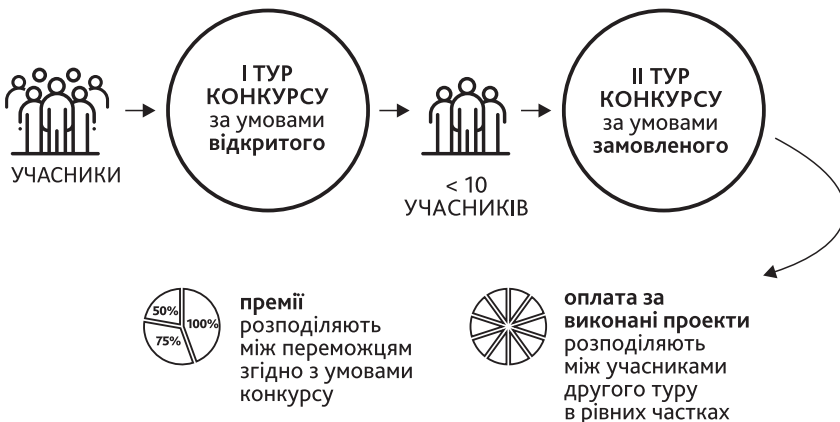 І ТУР
КОНКУРСУ
за умовами
відкритого
ІІ ТУР
КОНКУРСУ
за умовами
замовленого
УЧАСНИКИ
< 10
УЧАСНИКІВ
50%
100%
75%
премії
розподіляють
між переможцям
згідно з умовами
конкурсу
оплата за
виконані проекти
розподіляють
між учасниками
другого туру
в рівних частках